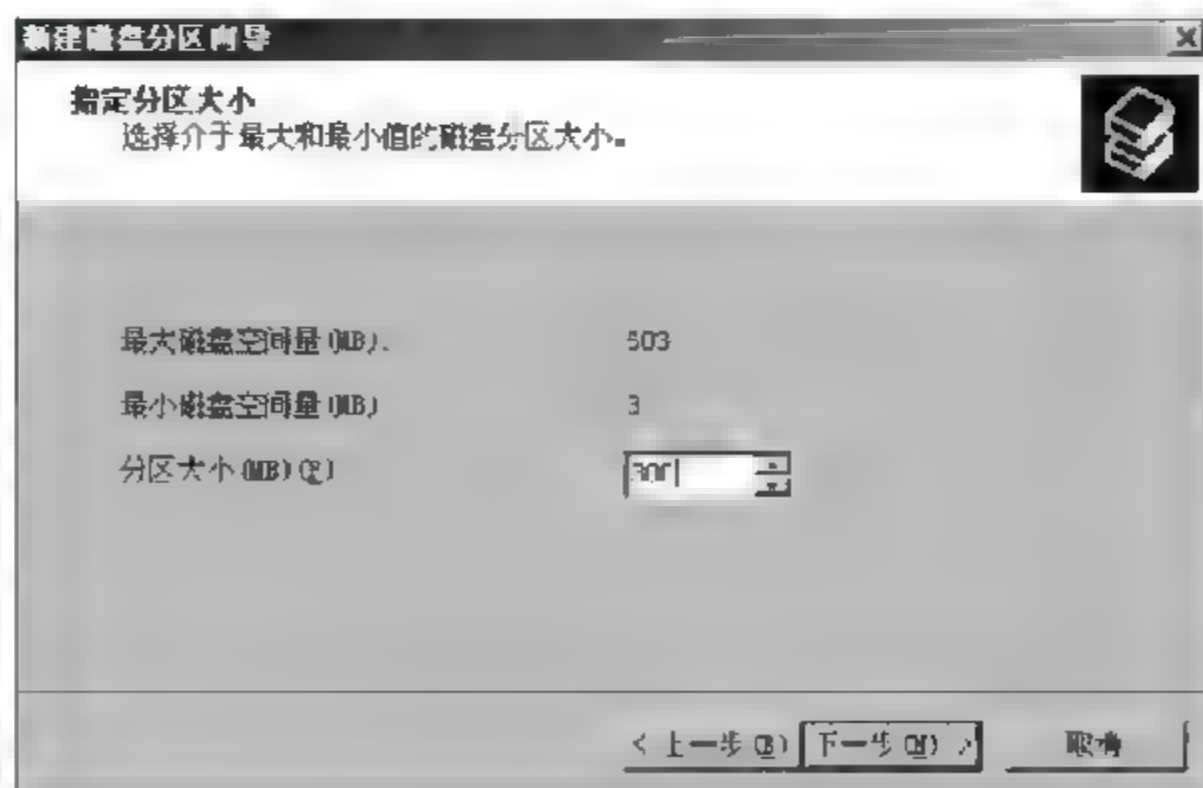 新建磁盘分区向导
指定分区大小
选择介于最大和最小值的磁盘分区大小。
最大磁盘空间量(MB): 503
最小磁盘空间量(MB) 3
分区大小(MB)(P) 300
< 上一步(B) 下一步(N) > 取消